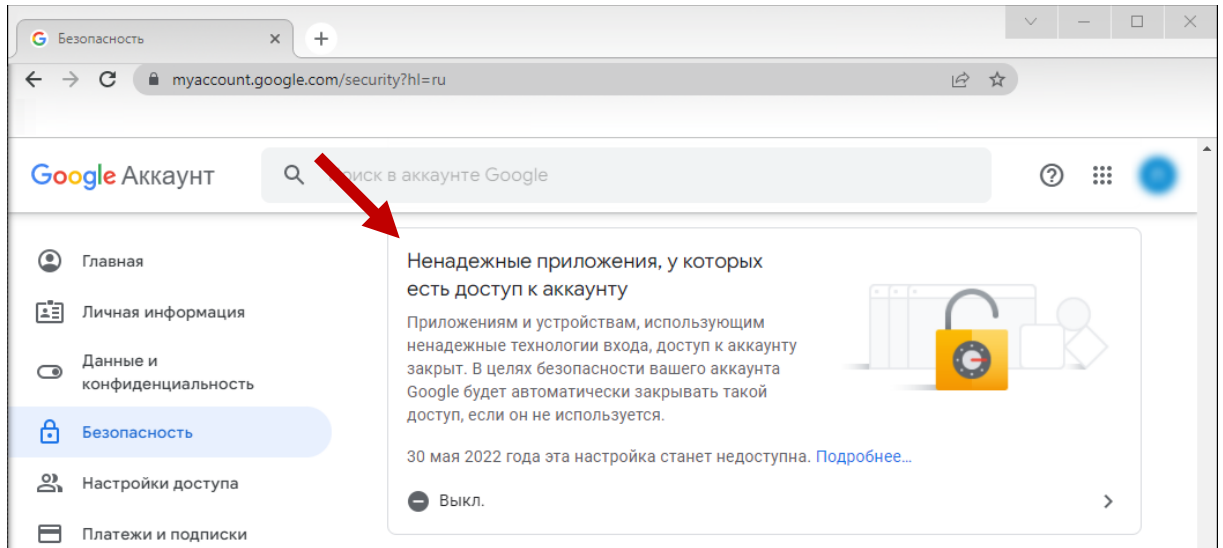 Безопасность
myaccount.google.com/security?hl=ru
Google Аккаунт
в аккаунте Google
Главная
Личная информация
Данные и
конфиденциальность
Безопасность
Настройки доступа
Платежи и подписки
Ненадежные приложения, у которых
есть доступ к аккаунту
Приложениям и устройствам, использующим
ненадежные технологии входа, доступ к аккаунту
закрыт. В целях безопасности вашего аккаунта
Google будет автоматически закрывать такой
доступ, если он не используется.
30 мая 2022 года эта настройка станет недоступна. Подробнее...
Выкл.